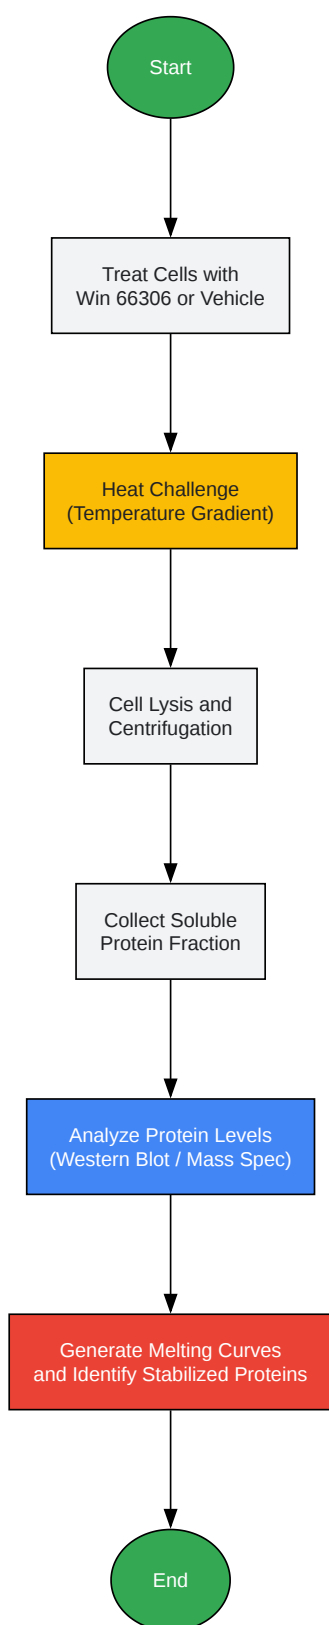 Start
Treat Cells with
Win 66306 or Vehicle
Heat Challenge
(Temperature Gradient)
Cell Lysis and
Centrifugation
Collect Soluble
Protein Fraction
Analyze Protein Levels
(Western Blot / Mass Spec)
Generate Melting Curves
and Identify Stabilized Proteins
End